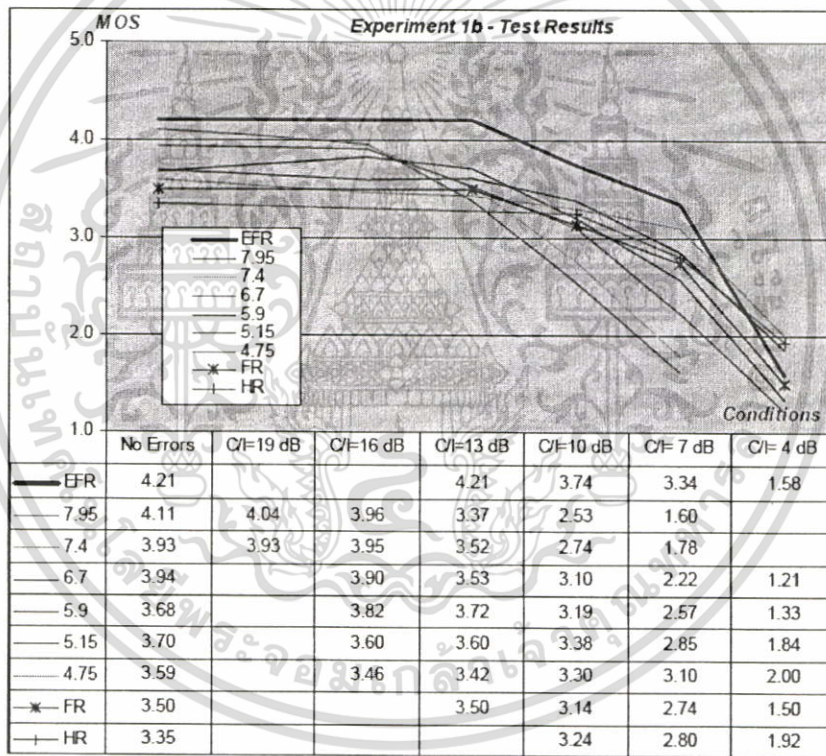 MOS
Experiment 1b - Test Results
5.0
4.0
3.0
2.0
1.0
EFR
7.95
7.4
6.7
5.9
5.15
4.75
FR
HR
Conditions
No Errors C/I=19 dB C/I=16 dB C/I=13 dB C/I=10 dB C/I= 7 dB C/I= 4 dB
EFR 4.21 4.21 3.74 3.34 1.58
7.95 4.11 4.04 3.96 3.37 2.53 1.60
7.4 3.93 3.93 3.95 3.52 2.74 1.78
6.7 3.94 3.90 3.53 3.10 2.22 1.21
5.9 3.68 3.82 3.72 3.19 2.57 1.33
5.15 3.70 3.60 3.60 3.38 2.85 1.84
4.75 3.59 3.46 3.42 3.30 3.10 2.00
FR 3.50 3.50 3.14 2.74 1.50
HR 3.35 3.24 2.80 1.92